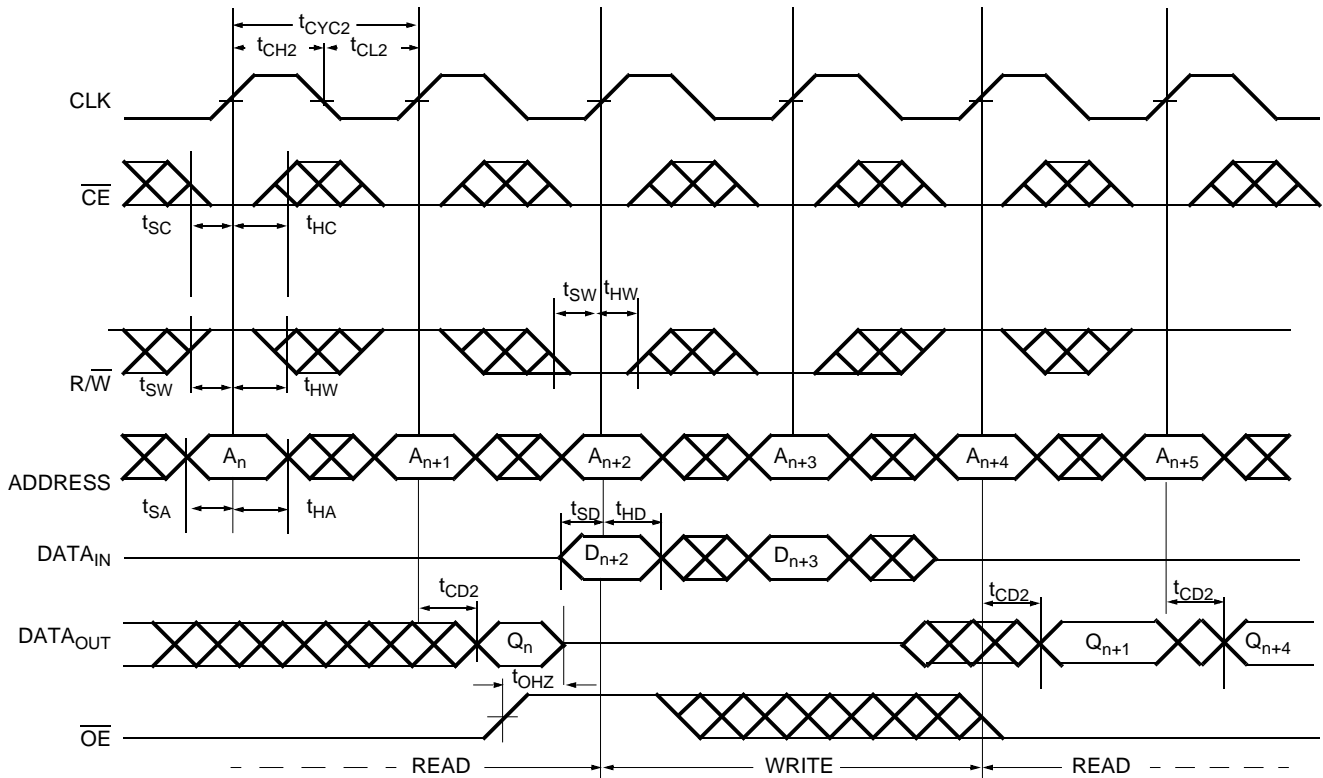 tCYC2
tCH2 tCL2
CLK
CE
tSC tHC
tSW tHW
R/W
tSW tHW
An An+1 An+2 An+3 An+4 An+5
ADDRESS
tSA tHA
tSD tHD
DATAIN
Dn+2 Dn+3
tCD2 tCD2 tCD2
DATAOUT
Qn Qn+1 Qn+4
tOHZ
OE
READ WRITE READ